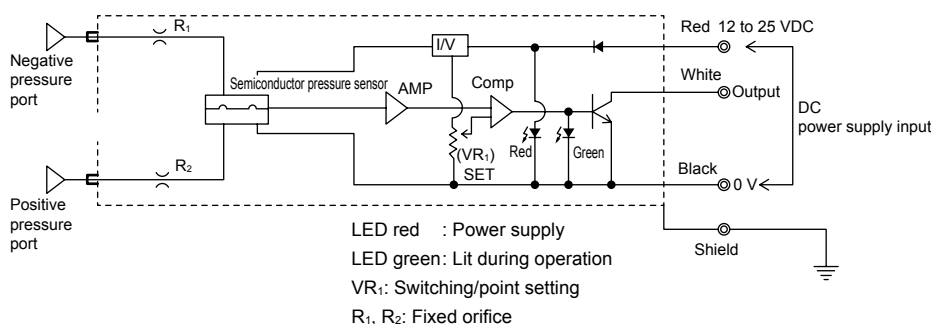 R1
Negative
pressure
port
Semiconductor pressure sensor
I/V
AMP
Comp
Red 12 to 25 VDC
White
Output
DC
power supply input
R2
Positive
pressure
port
(VR1)
SET
Red
Green
Black
0 V
Shield
LED red : Power supply
LED green: Lit during operation
VR1: Switching/point setting
R1, R2: Fixed orifice